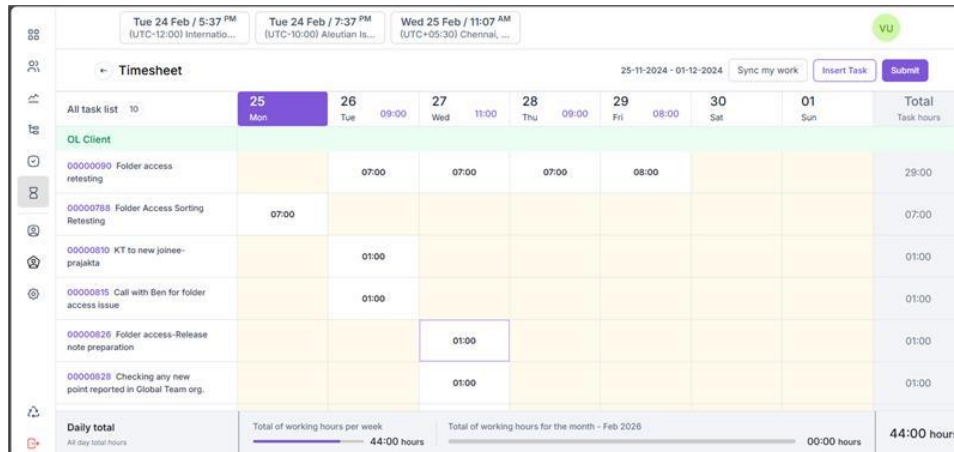 Tue 24 Feb / 5:37 PM
(UTC-12:00) Internatio...
Tue 24 Feb / 7:37 PM
(UTC-10:00) Aleutian Is...
Wed 25 Feb / 11:07 AM
(UTC+05:30) Chennai, ...
VU
← Timesheet
25-11-2024 - 01-12-2024
Sync my work
Insert Task
Submit
All task list 10
25 Mon
26 Tue 09:00
27 Wed 11:00
28 Thu 09:00
29 Fri 08:00
30 Sat
01 Sun
Total
Task hours
OL Client
00000090 Folder access
retesting
07:00 07:00 07:00 08:00 29:00
00000788 Folder Access Sorting
Retesting
07:00 07:00
00000810 KT to new joinee-
prajakta
01:00 01:00
00000815 Call with Ben for folder
access issue
01:00 01:00
00000826 Folder access-Release
note preparation
01:00 01:00
00000828 Checking any new
point reported in Global Team org.
01:00 01:00
Daily total
All day total hours
Total of working hours per week
44:00 hours
Total of working hours for the month - Feb 2026
00:00 hours
44:00 hours